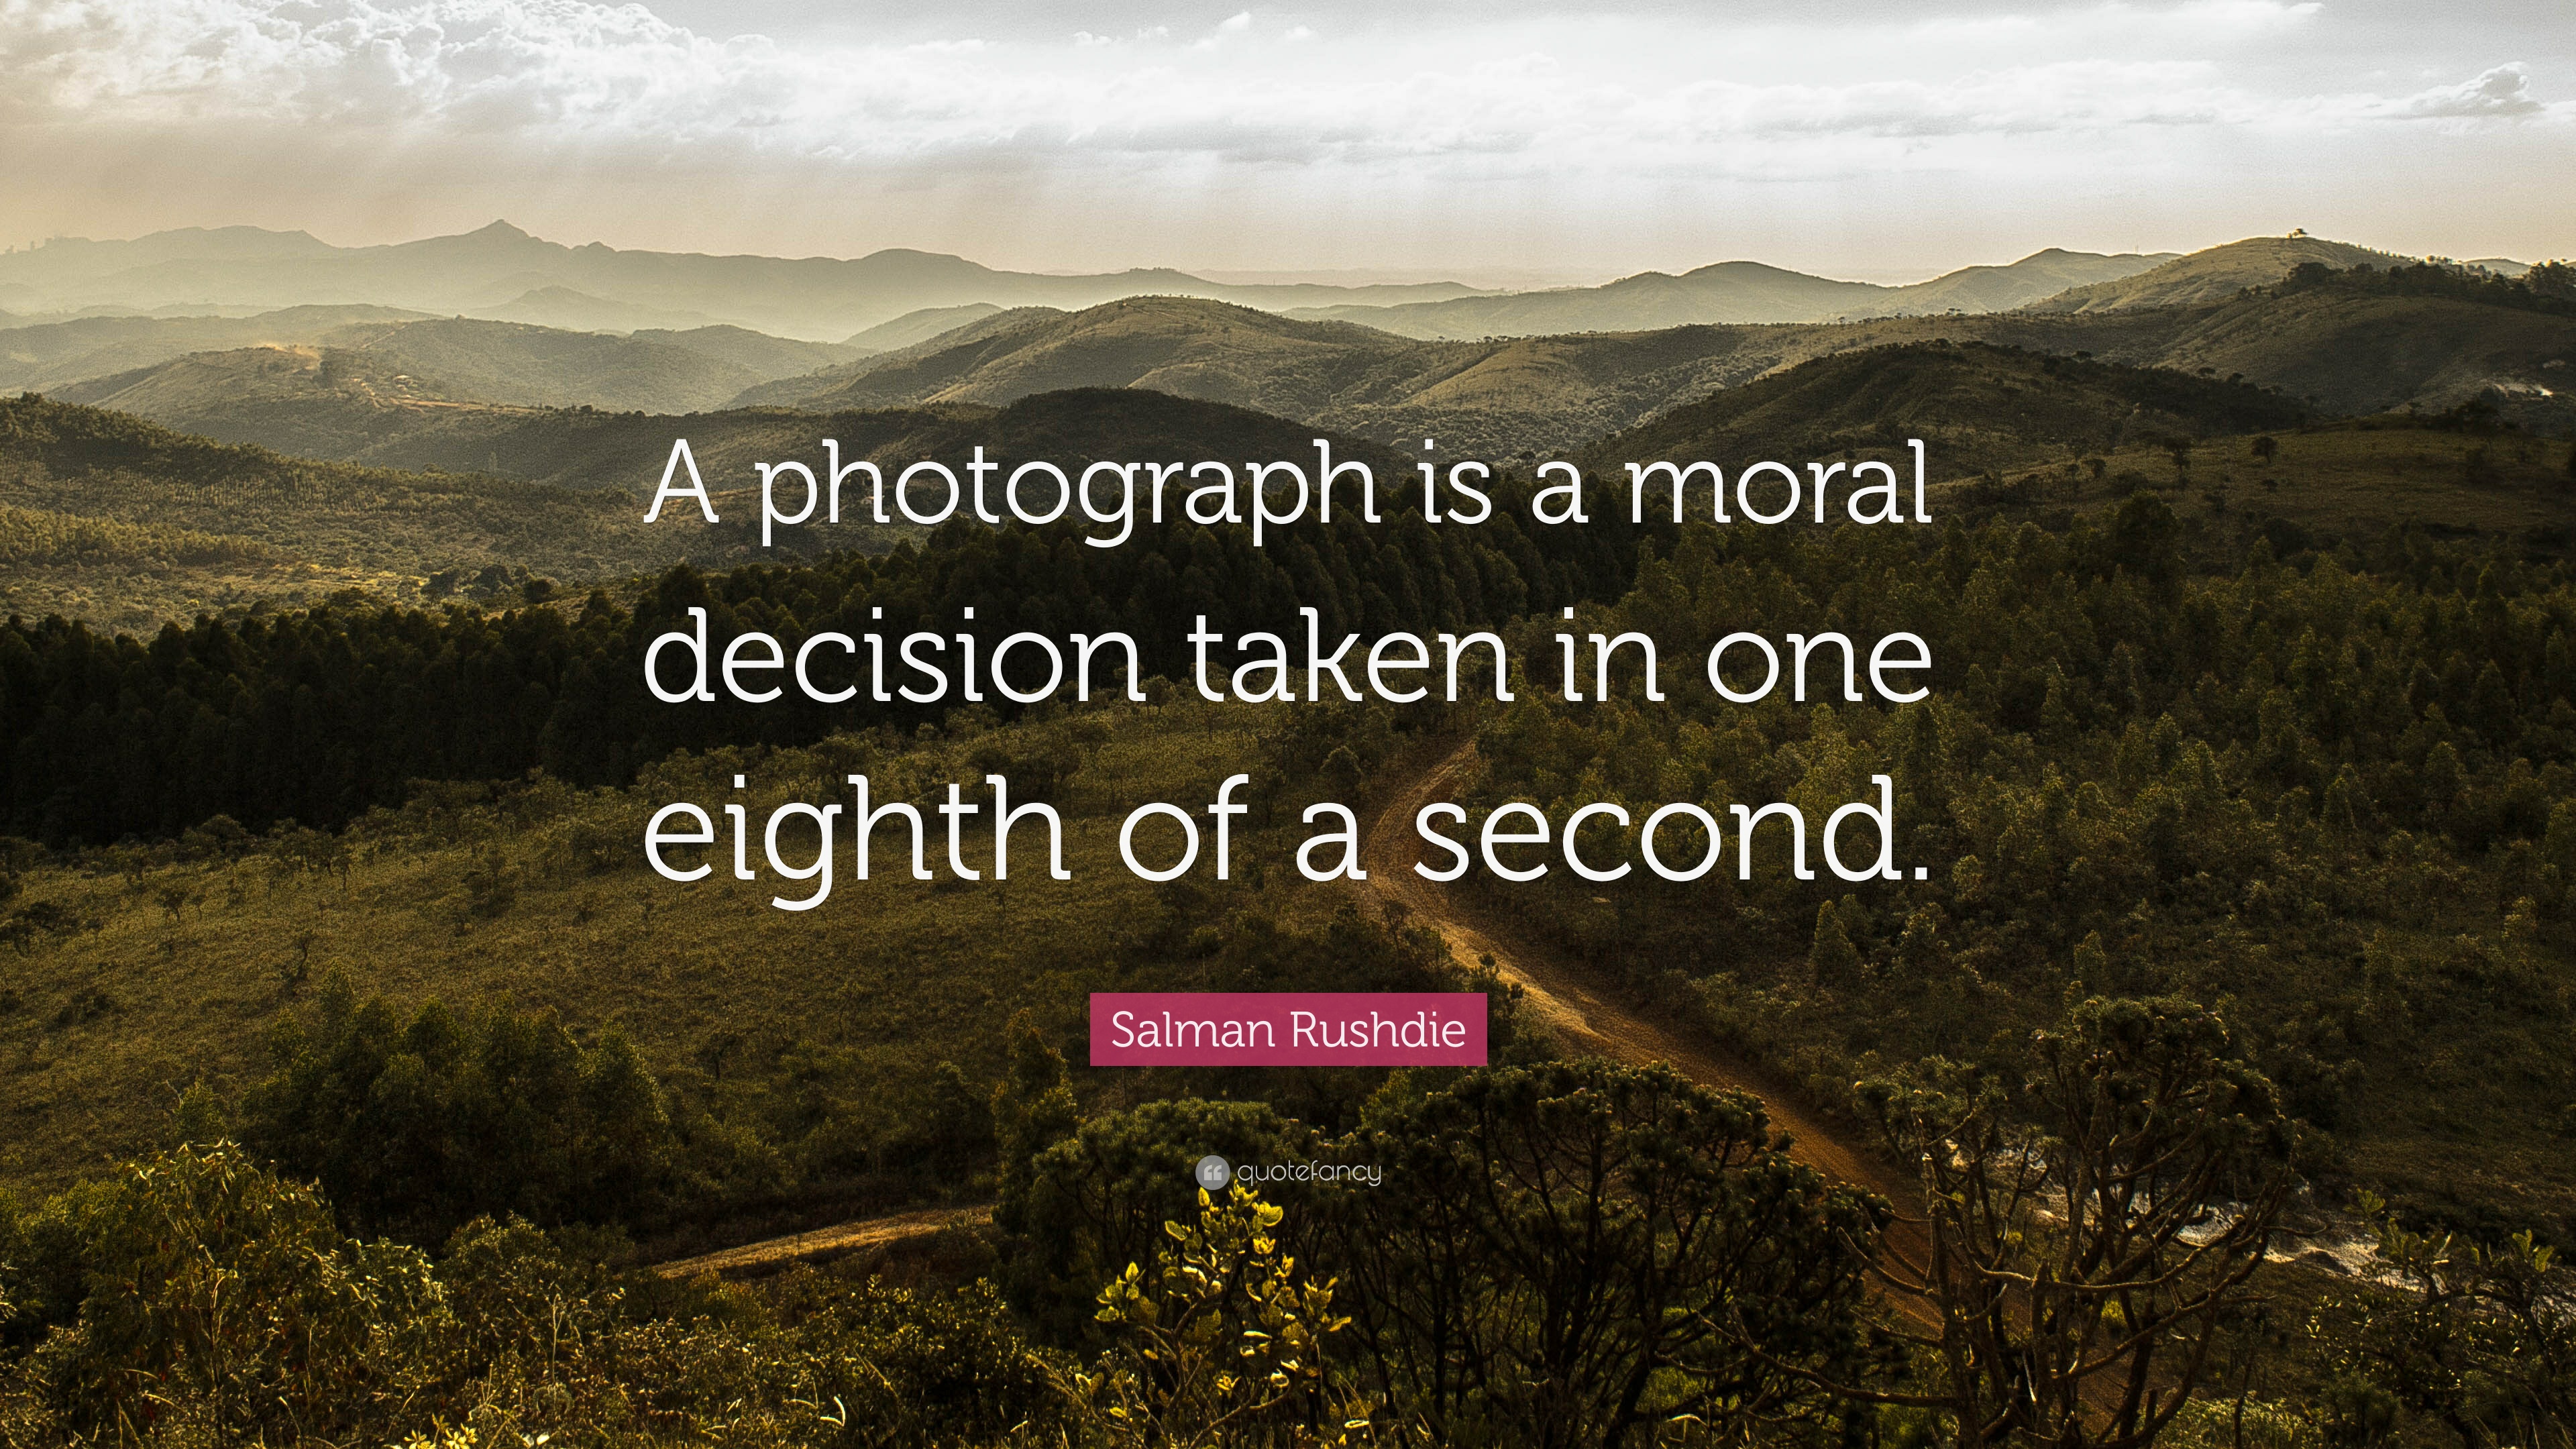 A photograph is a moral
decision taken in one
eighth of a second.
Salman Rushdie
quotefancy